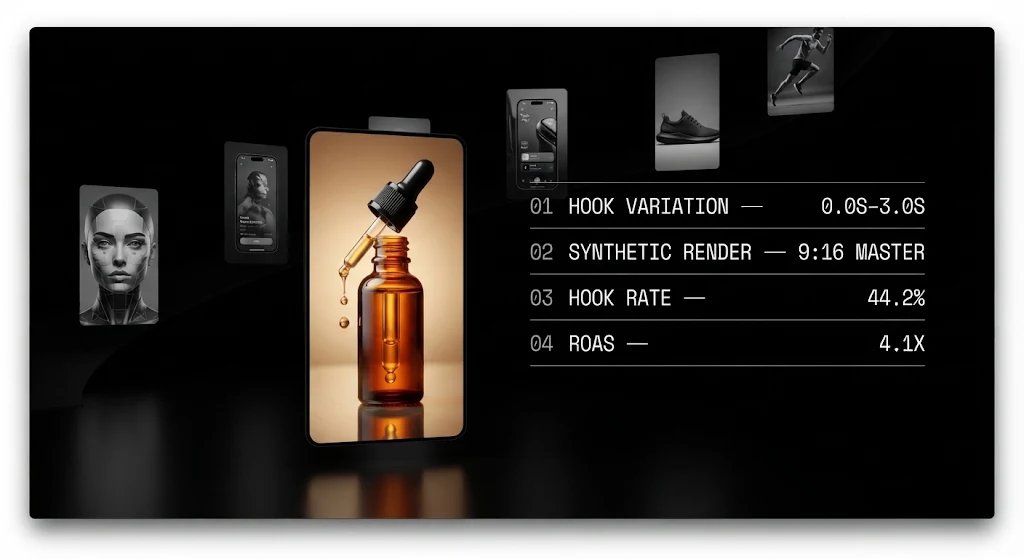 01 HOOK VARIATION — 0.0S–3.0S
02 SYNTHETIC RENDER — 9:16 MASTER
03 HOOK RATE — 44.2%
04 ROAS — 4.1X